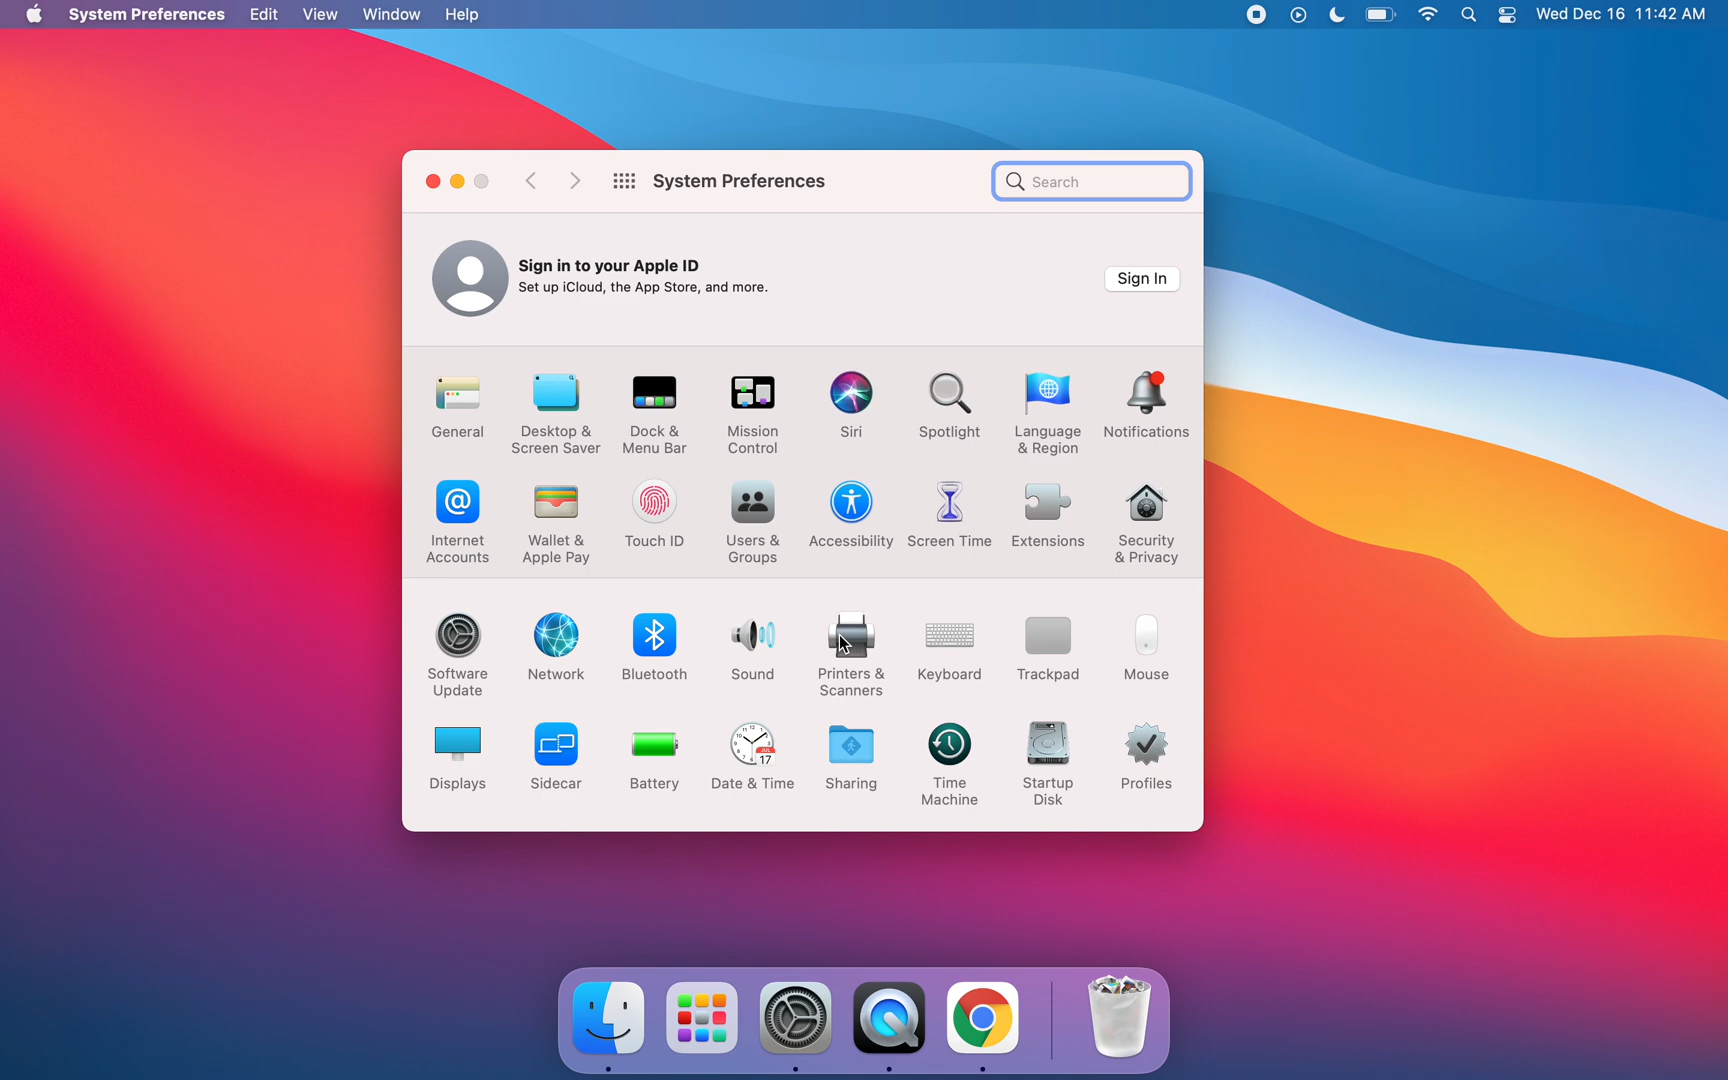 System Preferences Edit View Window Help Wed Dec 16 11:42 AM
System Preferences Search
Sign in to your Apple ID
Set up iCloud, the App Store, and more.
Sign In
General
Desktop &
Screen Saver
Dock &
Menu Bar
Mission
Control
Siri
Spotlight
Language
& Region
Notifications
Internet
Accounts
Wallet &
Apple Pay
Touch ID
Users &
Groups
Accessibility
Screen Time
Extensions
Security
& Privacy
Software
Update
Network
Bluetooth
Sound
Printers &
Scanners
Keyboard
Trackpad
Mouse
Displays
Sidecar
Battery
JUL
17
Date & Time
Sharing
Time
Machine
Startup
Disk
Profiles